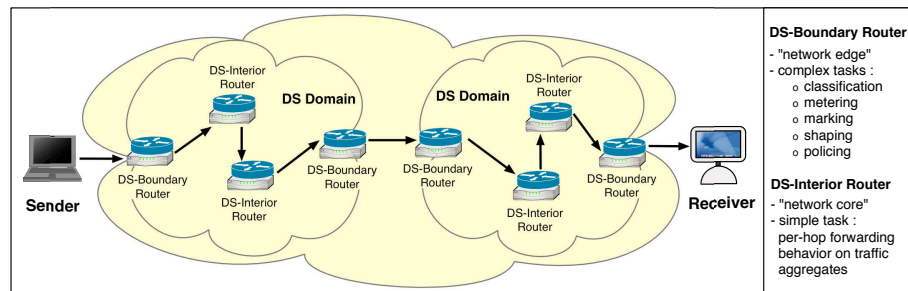 Sender
DS-Boundary
Router
DS-Interior
Router
DS-Interior
Router
DS Domain
DS-Boundary
Router
DS Domain
DS-Boundary
Router
DS-Interior
Router
DS-Interior
Router
DS-Boundary
Router
Receiver
DS-Boundary Router
- "network edge"
- complex tasks :
o classification
o metering
o marking
o shaping
o policing
DS-Interior Router
- "network core"
- simple task :
per-hop forwarding
behavior on traffic
aggregates